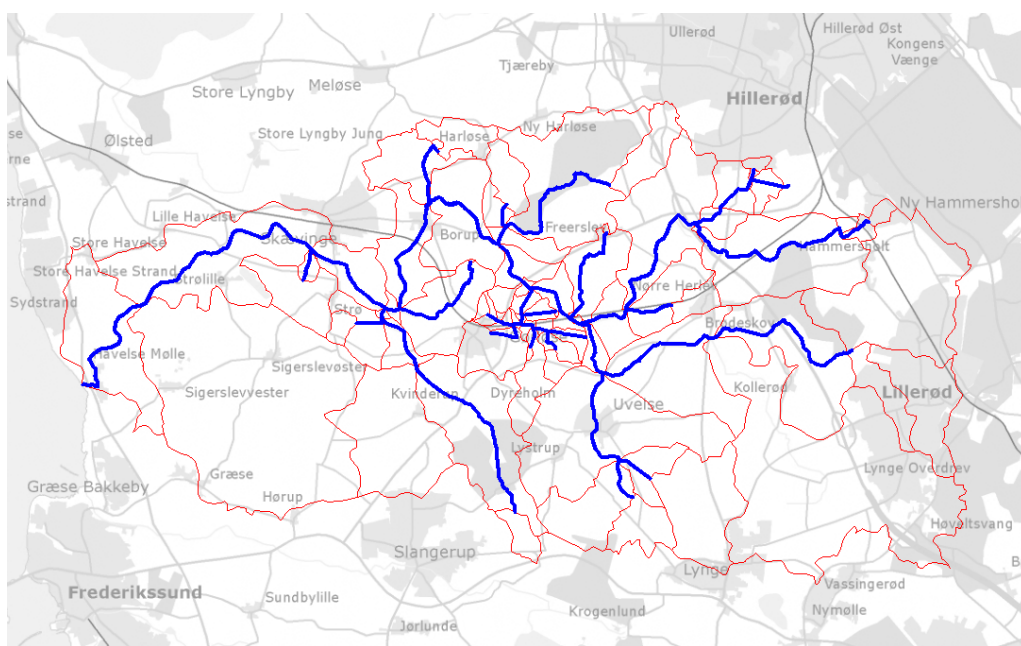 Ullerød
Hillerød Øst
Kongens
Vænge
Tjæreby
Meløse
Store Lyngby
Hillerød
Ølsted
Store Lyngby Jung
Harløse
Ny Harløse
strand
Ny Hammersho
Lille Havelse
Borup
Freerslev
Skævinge
Store Havelse
Hammersholt
Store Havelse Strand
Strølille
Nørre Herlev
Sydstrand
Strø
Brødeskov
Havelse Mølle
Sigerslevøster
Sigerslevvester
Kvinderup
Dyreholm
Kollerød
Lillerød
Uvelse
Lystrup
Græse
Lynge Overdrev
Græse Bakkeby
Hørup
Høveltsvang
Slangerup
B
Lynge
Vassingerød
Frederikssund
Sundbylille
Krogenlund
Nymølle
Jørlunde